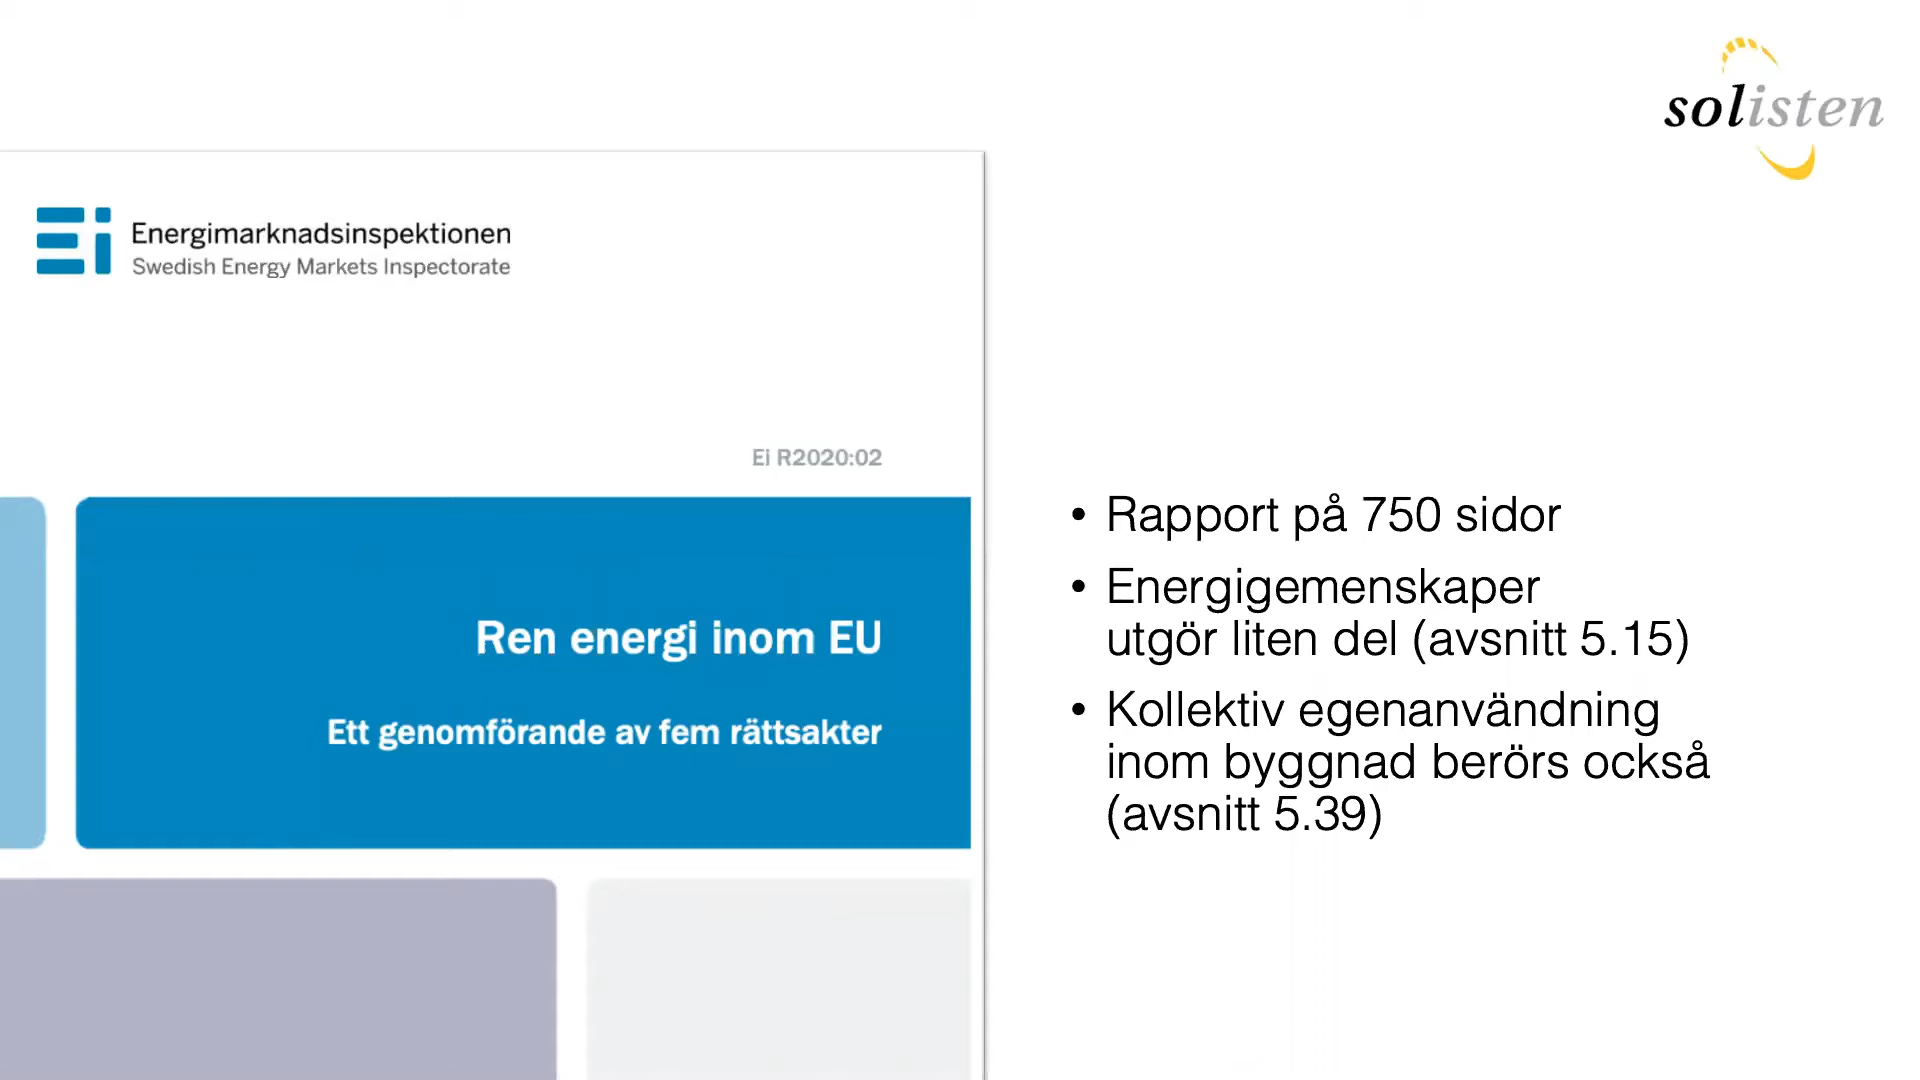 solisten
Energimarknadsinspektionen
Swedish Energy Markets Inspectorate
Ei R2020:02
Ren energi inom EU
Ett genomförande av fem rättsakter
• Rapport på 750 sidor
• Energigemenskaper
utgör liten del (avsnitt 5.15)
• Kollektiv egenanvändning
inom byggnad berörs också
(avsnitt 5.39)